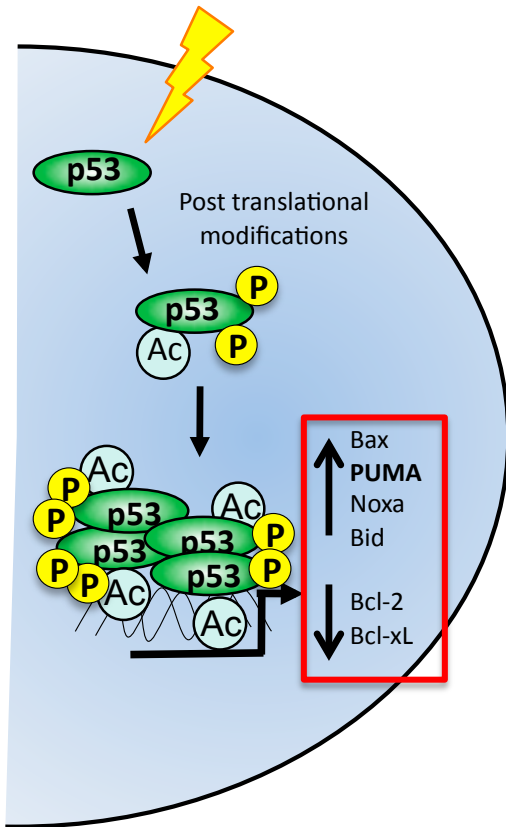 p53
Post translational
modifications
P
p53
P
Ac
Ac
P
p53
Ac
P
p53
p53
P
P
p53
P
P
Ac
Ac
Bax
PUMA
Noxa
Bid
Bcl-2
Bcl-xL